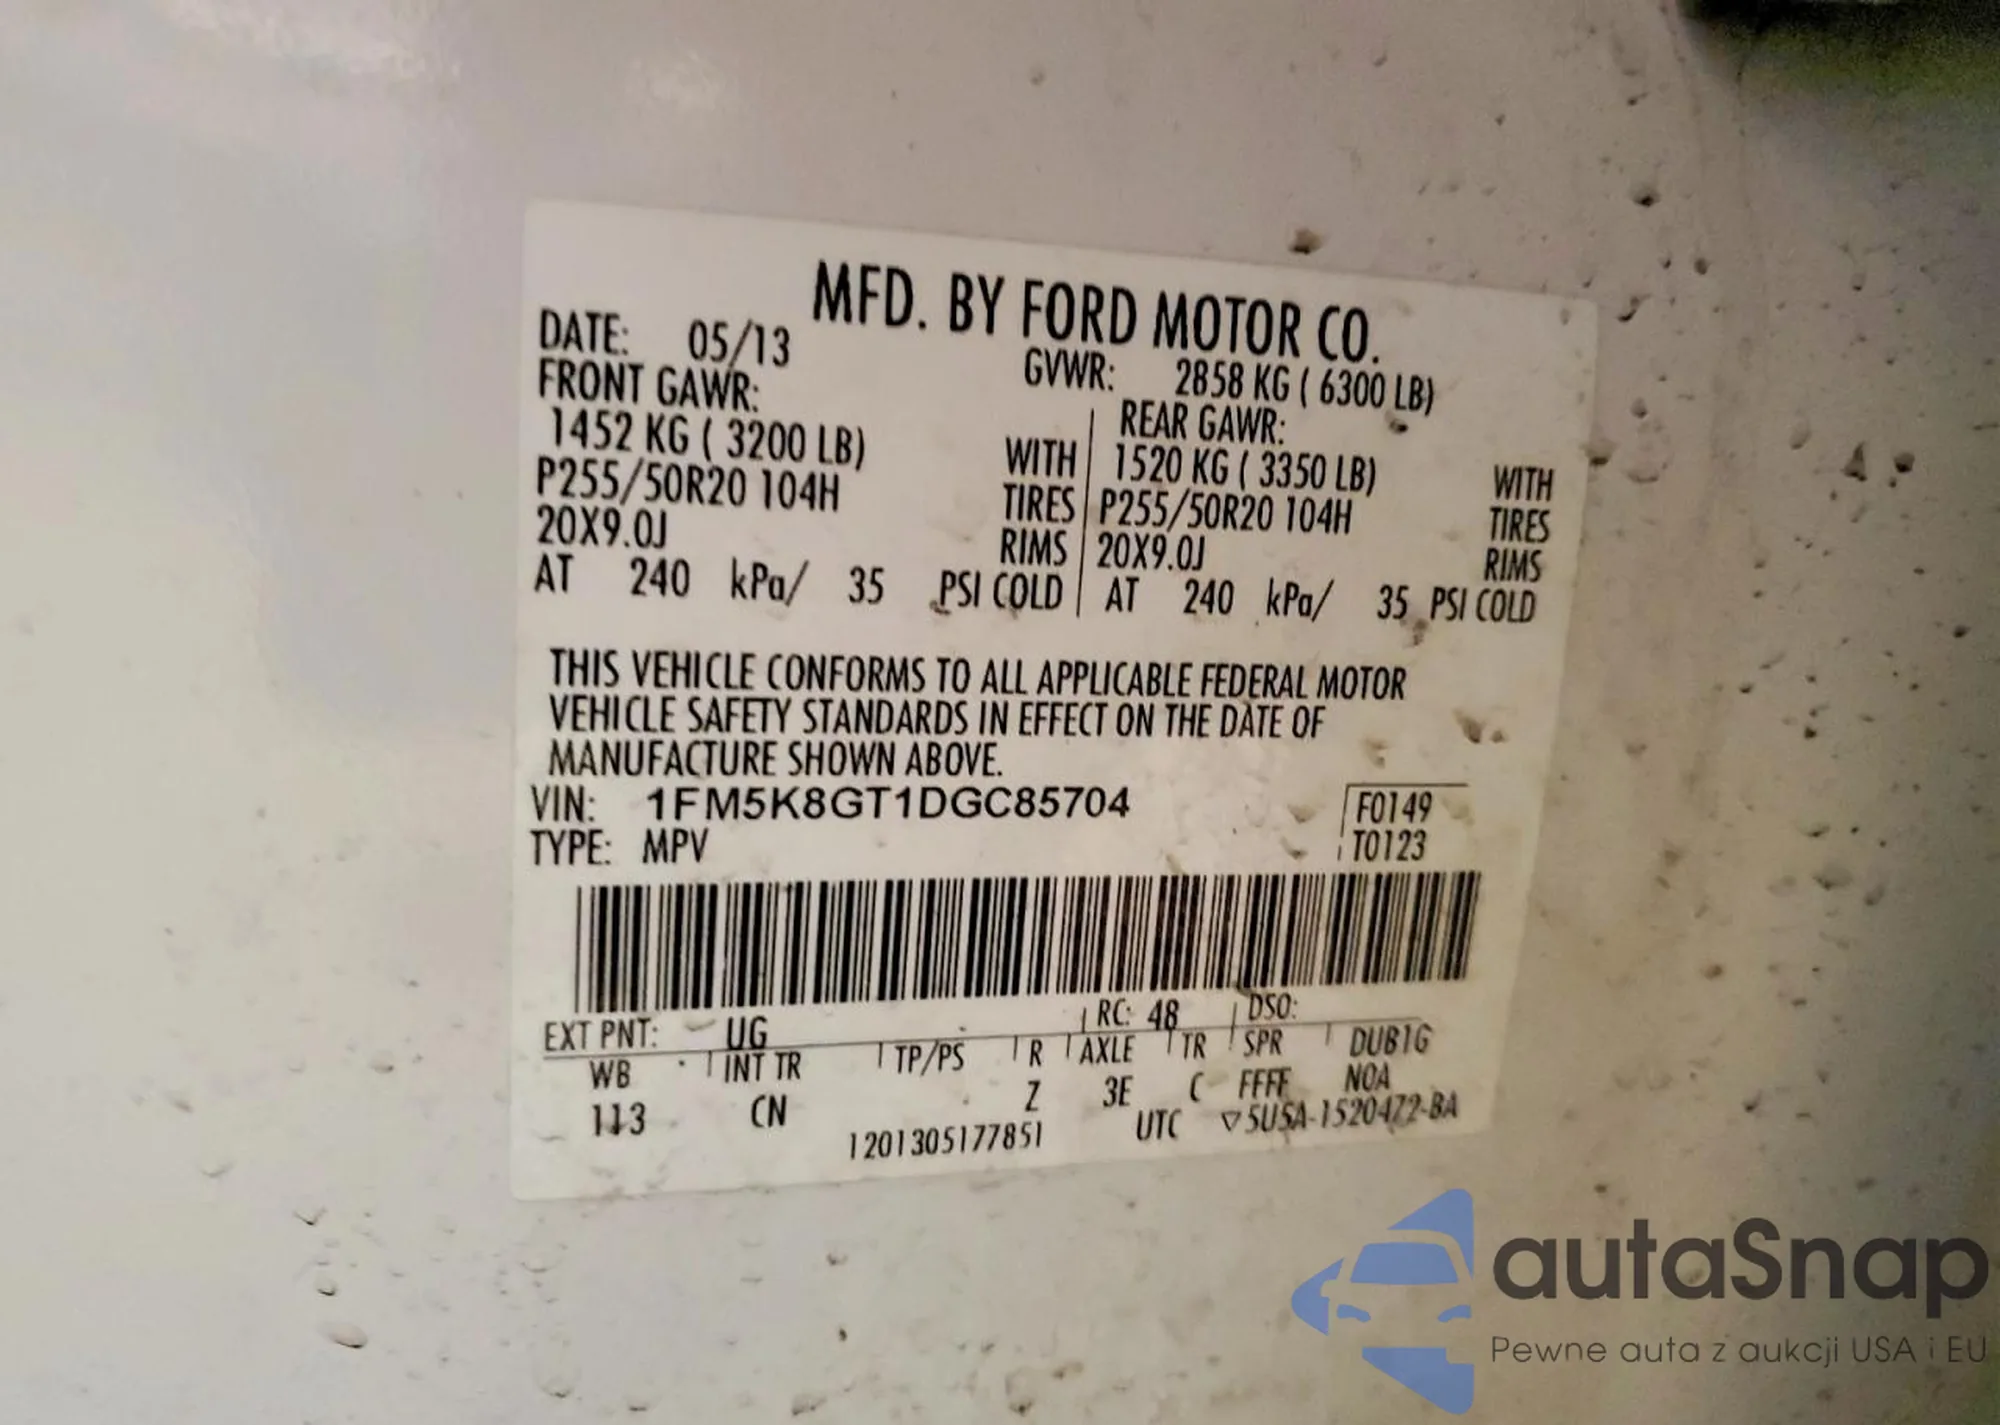 MFD. BY FORD MOTOR CO.
DATE: 05/13
GVWR: 2858 KG ( 6300 LB)
FRONT GAWR:
REAR GAWR:
1452 KG ( 3200 LB) WITH
1520 KG ( 3350 LB) WITH
P255/50R20 104H TIRES
P255/50R20 104H TIRES
20X9.0J RIMS
20X9.0J RIMS
AT 240 kPa/ 35 PSI COLD
AT 240 kPa/ 35 PSI COLD
THIS VEHICLE CONFORMS TO ALL APPLICABLE FEDERAL MOTOR
VEHICLE SAFETY STANDARDS IN EFFECT ON THE DATE OF
MANUFACTURE SHOWN ABOVE.
VIN: 1FM5K8GT1DGC85704
F0149
TYPE: MPV
T0123
EXT PNT: UG RC: 48 DSO:
WB INT TR TP/PS R AXLE TR SPR DUB1G
113 CN Z 3E C FFFF NOA
1201305177851 UTC ▽5U5A-1520472-BA
autaSnap
Pewne auta z aukcji USA i EU